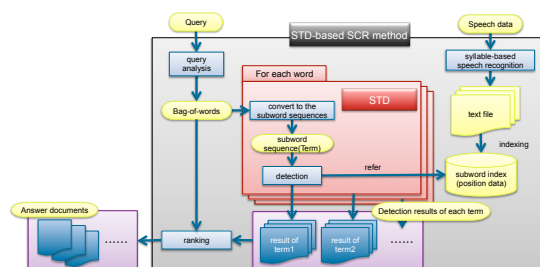 Query
STD-based SCR method
Speech data
query
analysis
syllable-based
speech recognition
For each word
STD
Bag-of-words
convert to the
subword sequences
text file
subword
sequence(Term)
indexing
detection
refer
subword index
(position data)
Answer documents
Detection results of each term
......
ranking
result of
term1
result of
term2
......